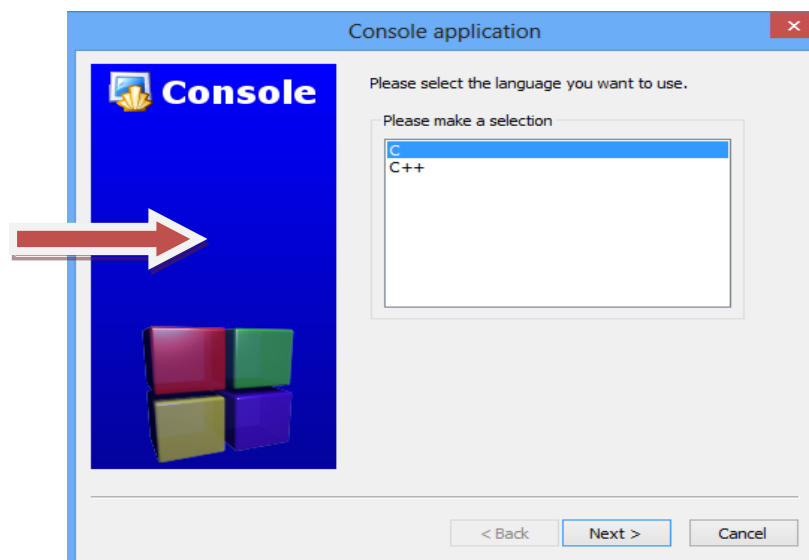 Console application
Console
Please select the language you want to use.
Please make a selection
C
C++
< Back
Next >
Cancel